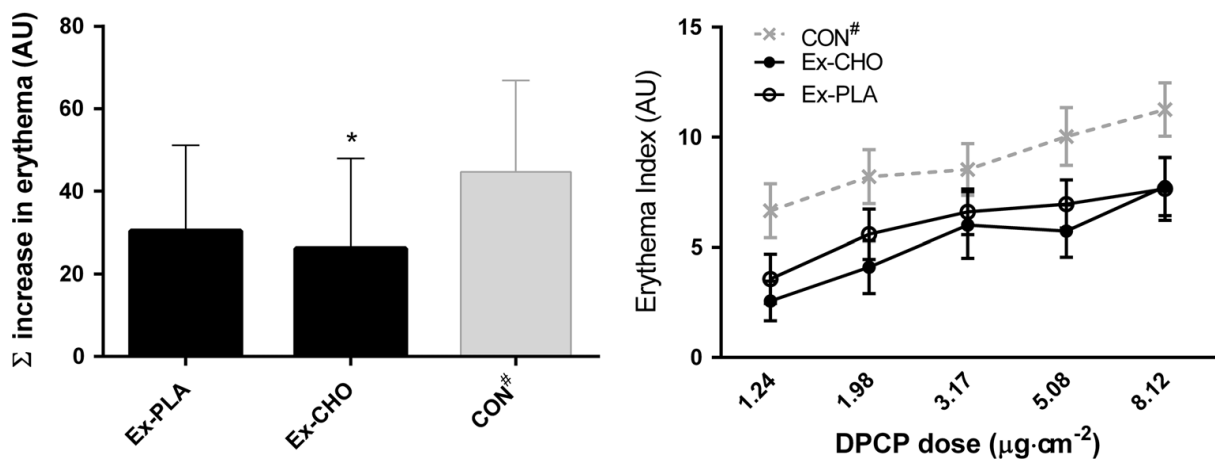 Σ increase in erythema (AU)
80
60
40
20
0
*
Ex-PLA
Ex-CHO
CON#
Erythema Index (AU)
15
10
5
0
CON#
Ex-CHO
Ex-PLA
1.24
1.98
3.17
5.08
8.12
DPCP dose (μg·cm⁻²)